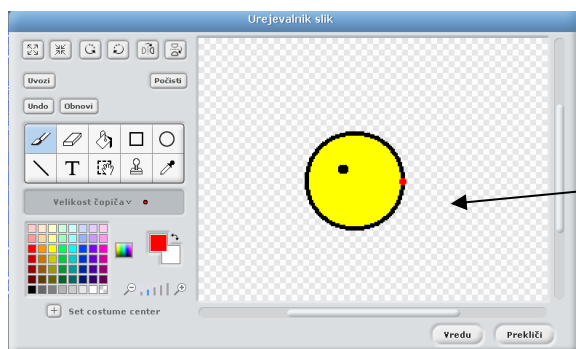 Urejevalnik slik
Uvozi
Počisti
Undo
Obnovi
T
Velikost čopiča
Set costume center
Vredu
Prekliči